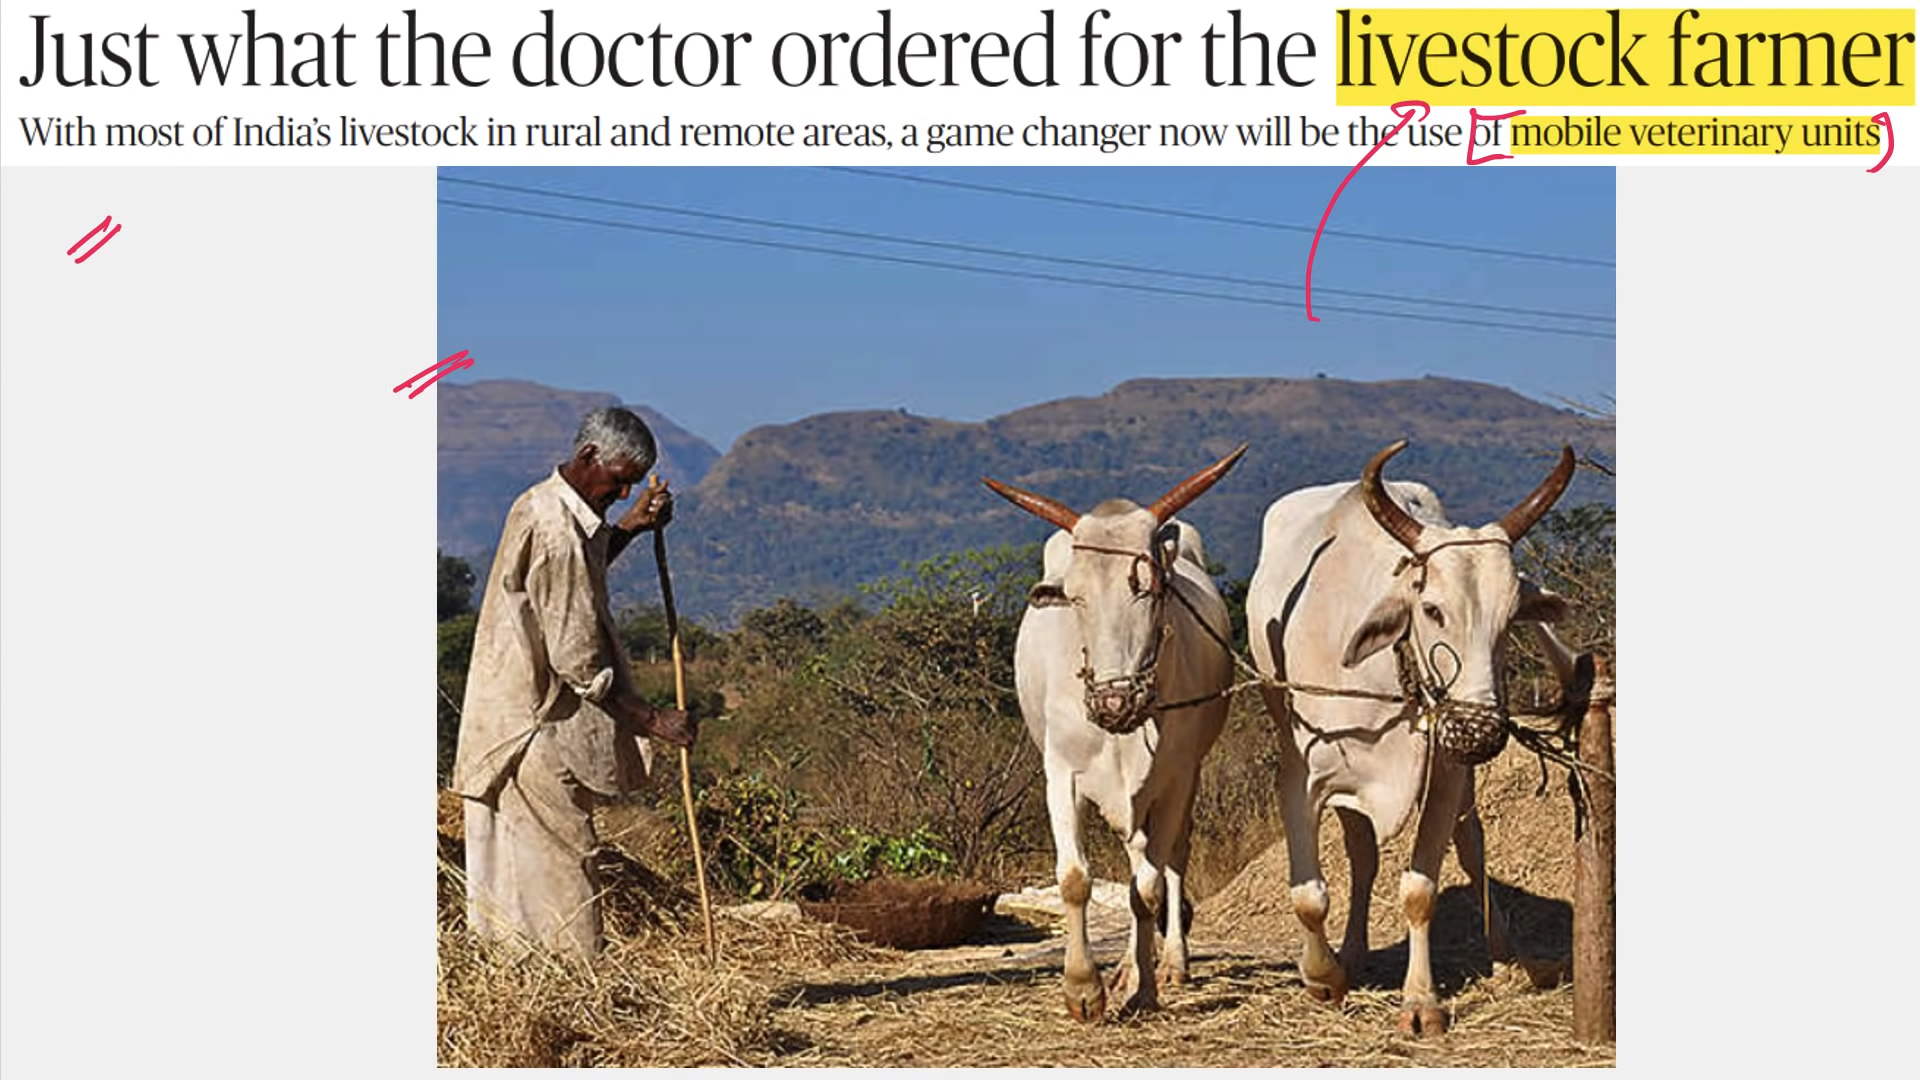 Just what the doctor ordered for the livestock farmer
With most of India's livestock in rural and remote areas, a game changer now will be the use of mobile veterinary units